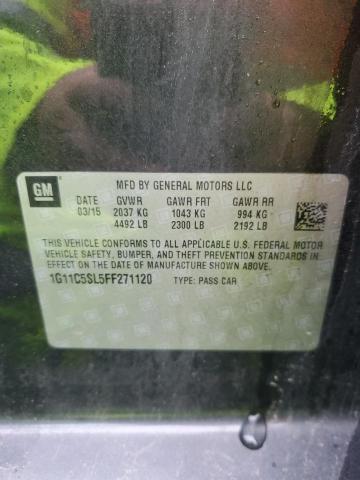 GM
MFD BY GENERAL MOTORS LLC
DATE GVWR GAWR FRT GAWR RR
03/15 2037 KG 1043 KG 994 KG
4492 LB 2300 LB 2192 LB
THIS VEHICLE CONFORMS TO ALL APPLICABLE U.S. FEDERAL MOTOR
VEHICLE SAFETY, BUMPER, AND THEFT PREVENTION STANDARDS
IN EFFECT ON THE DATE OF MANUFACTURE SHOWN ABOVE.
1G11C5SL5FF271120 TYPE: PASS CAR